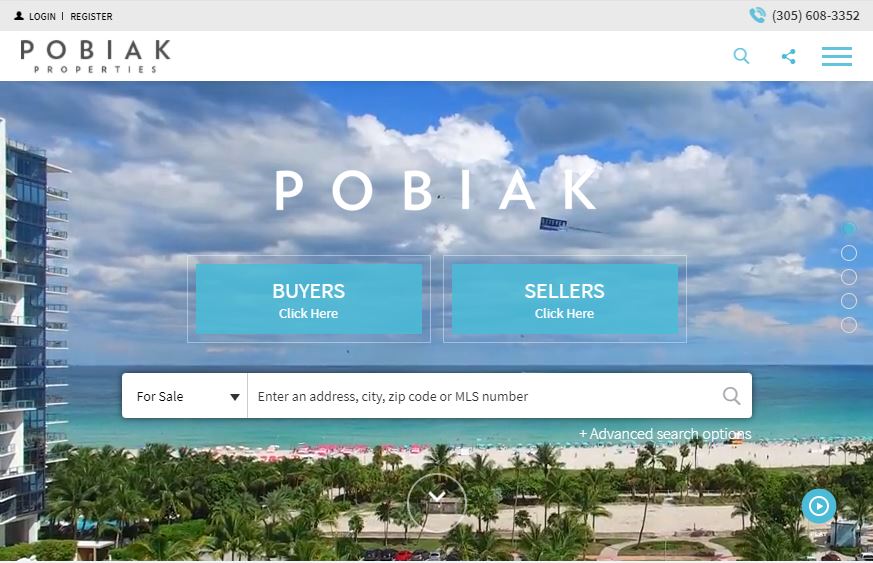 LOGIN | REGISTER
(305) 608-3352
POBIAK
PROPERTIES
POBIAK
BUYERS
Click Here
SELLERS
Click Here
For Sale
Enter an address, city, zip code or MLS number
+ Advanced search options